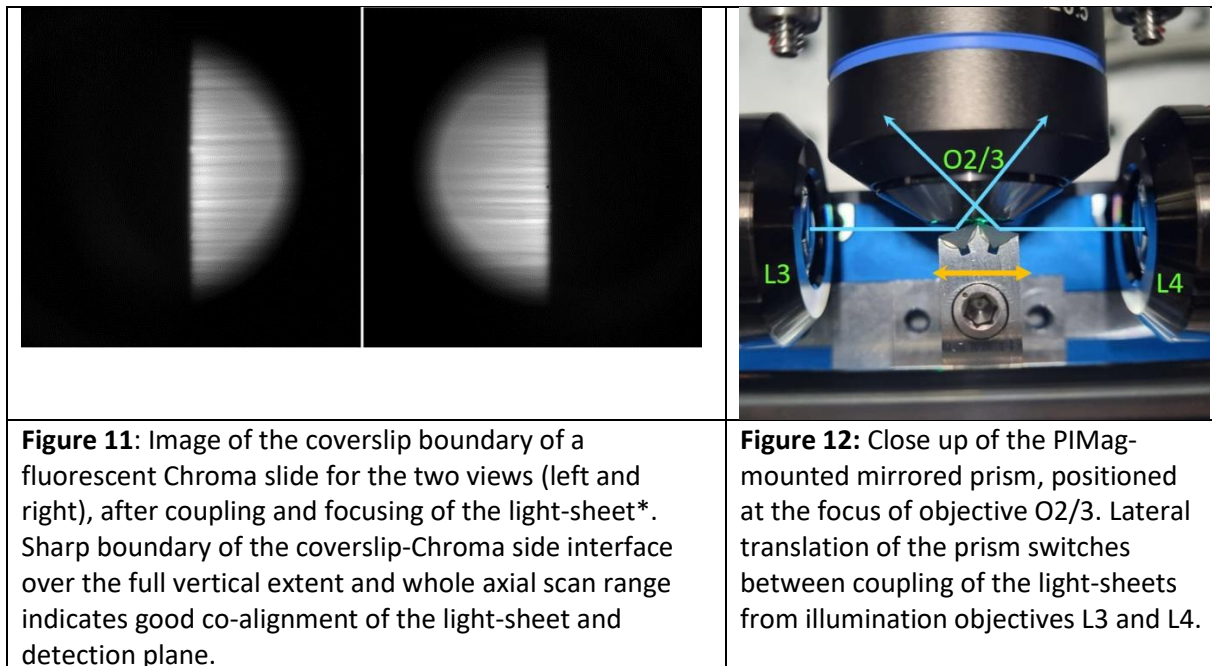 O2/3
L3
L4
Figure 11: Image of the coverslip boundary of a
fluorescent Chroma slide for the two views (left and
right), after coupling and focusing of the light-sheet*.
Sharp boundary of the coverslip-Chroma side interface
over the full vertical extent and whole axial scan range
indicates good co-alignment of the light-sheet and
detection plane.
Figure 12: Close up of the PIMag-
mounted mirrored prism, positioned
at the focus of objective O2/3. Lateral
translation of the prism switches
between coupling of the light-sheets
from illumination objectives L3 and L4.